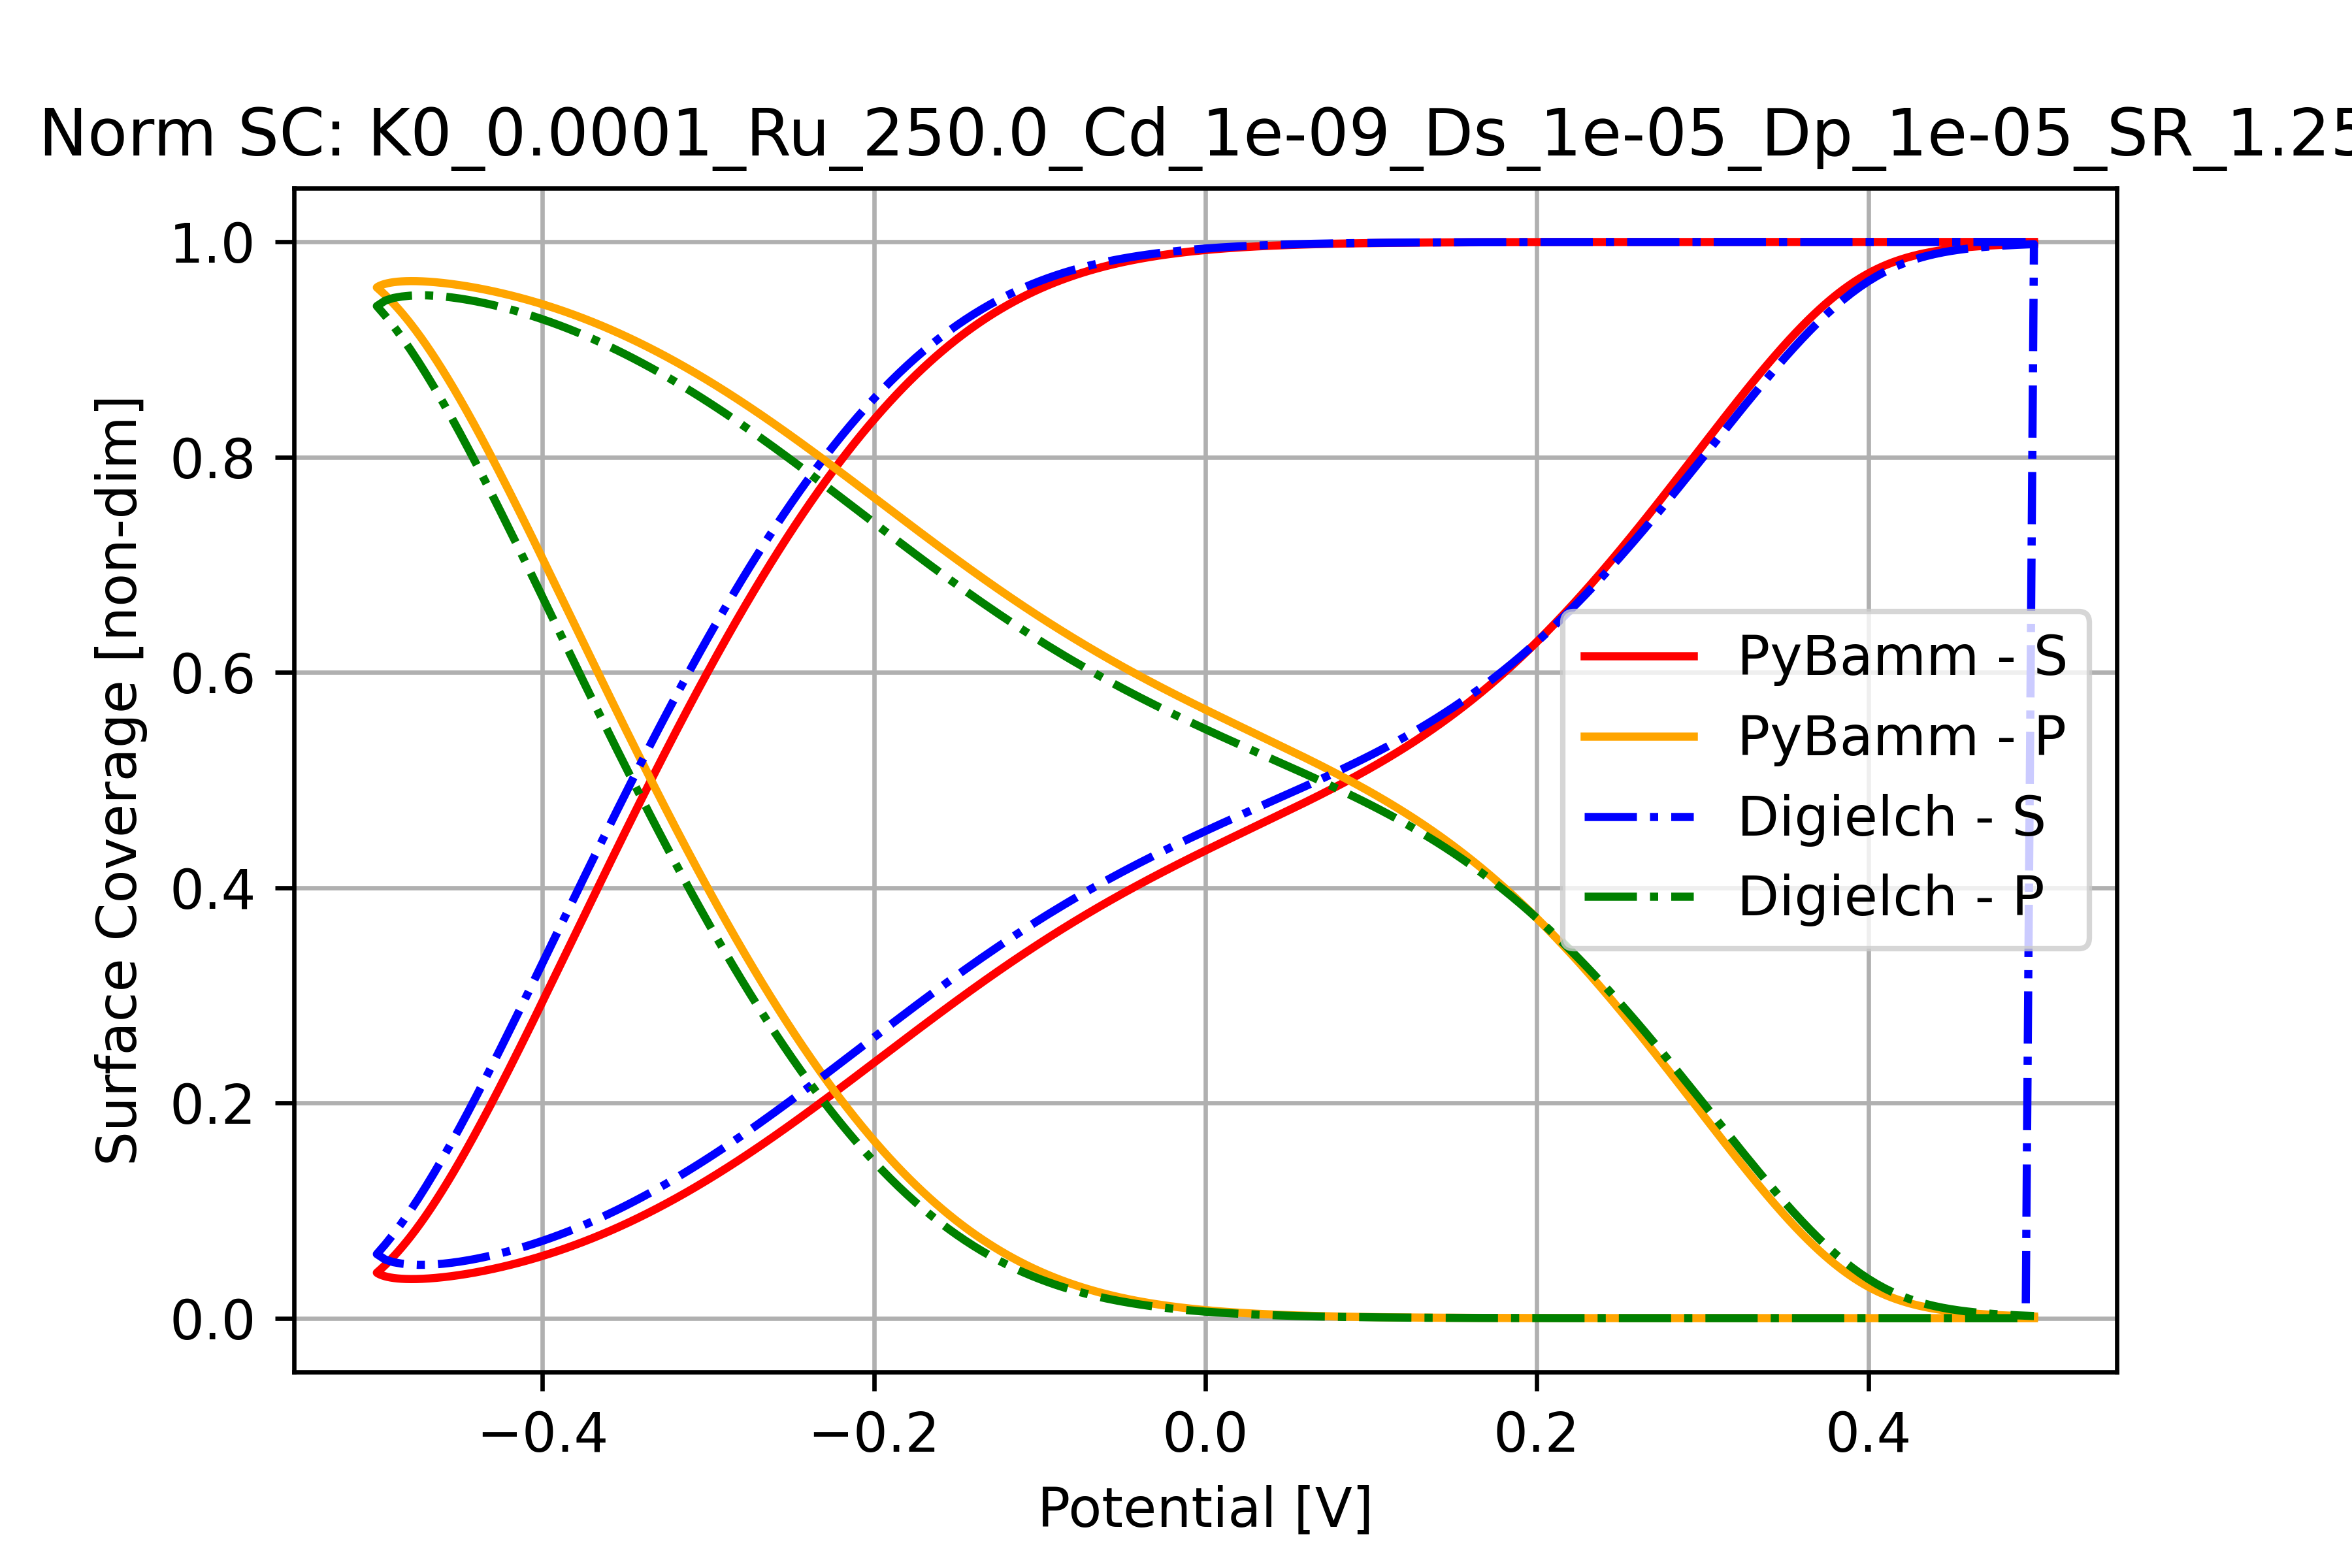 Norm SC: K0_0.0001_Ru_250.0_Cd_1e-09_Ds_1e-05_Dp_1e-05_SR_1.25
Surface Coverage [non-dim]
1.0
0.8
0.6
0.4
0.2
0.0
PyBamm - S
PyBamm - P
Digielch - S
Digielch - P
−0.4 −0.2 0.0 0.2 0.4
Potential [V]